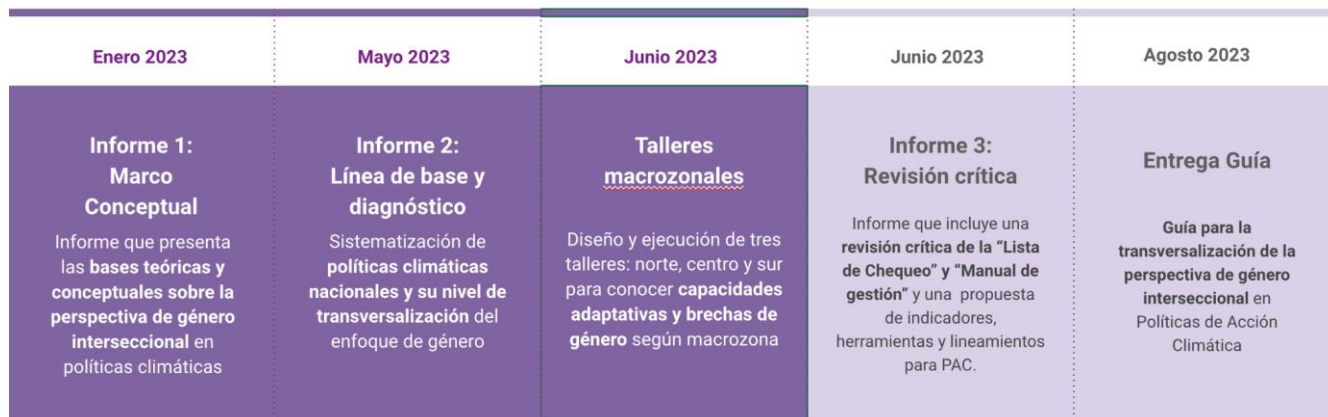 Enero 2023
Informe 1:
Marco
Conceptual
Informe que presenta
las bases teóricas y
conceptuales sobre la
perspectiva de género
interseccional en
políticas climáticas
Mayo 2023
Informe 2:
Línea de base y
diagnóstico
Sistematización de
políticas climáticas
nacionales y su nivel de
transversalización del
enfoque de género
Junio 2023
Talleres
macrozonales
Diseño y ejecución de tres
talleres: norte, centro y sur
para conocer capacidades
adaptativas y brechas de
género según macrozona
Junio 2023
Informe 3:
Revisión crítica
Informe que incluye una
revisión crítica de la “Lista
de Chequeo” y “Manual de
gestión” y una propuesta
de indicadores,
herramientas y lineamientos
para PAC.
Agosto 2023
Entrega Guía
Guía para la
transversalización de la
perspectiva de género
interseccional en
Políticas de Acción
Climática